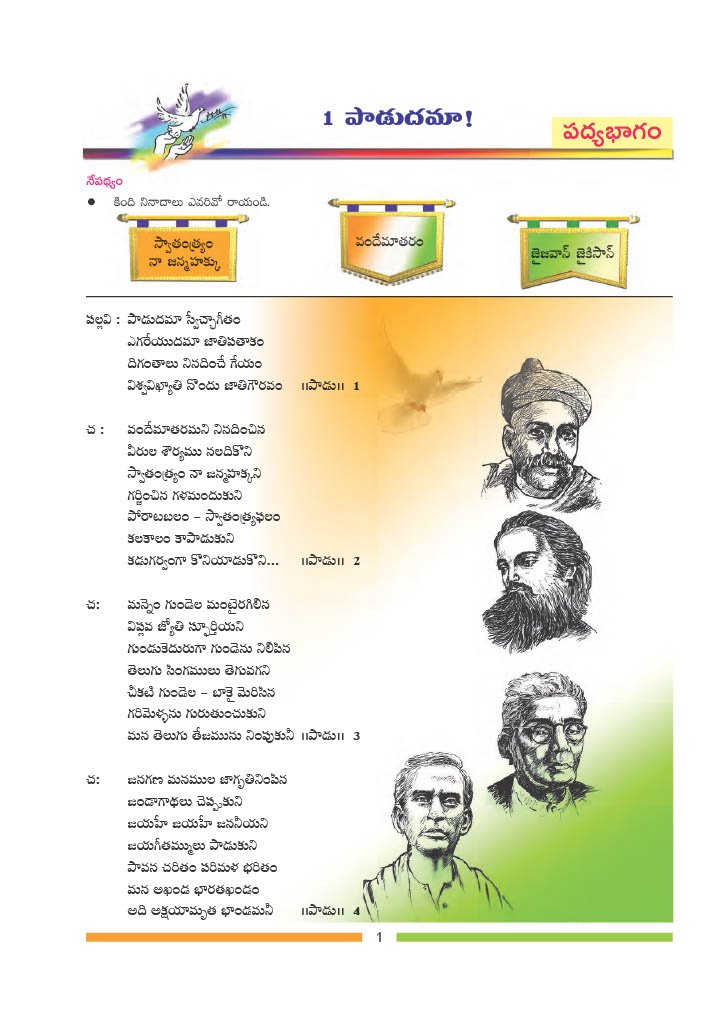 1 పాడుదమా!
పద్యభాగం
నేపథ్యం
● కింది నినాదాలు ఎవరివో రాయండి.
స్వాతంత్ర్యం
నా జన్మహక్కు
వందేమాతరం
జైజవాన్ జైకిసాన్
పల్లవి : పాడుదమా స్వేచ్ఛాగీతం
ఎగరేయుదమా జాతిపతాకం
దిగంతాలు నినదించే గేయం
విశ్వవిఖ్యాతి నొందు జాతిగౌరవం ॥పాడు॥ 1
చ : వందేమాతరమని నినదించిన
వీరుల శౌర్యము నలదికొని
స్వాతంత్ర్యం నా జన్మహక్కని
గర్జించిన గళమందుకుని
పోరాటబలం – స్వాతంత్ర్యఫలం
కలకాలం కాపాడుకుని
కడుగర్వంగా కొనియాడుకొని... ॥పాడు॥ 2
చ: మన్నెం గుండెల మంటైరగిలిన
విప్లవ జ్యోతి స్ఫూర్తియని
గుండుకెదురుగా గుండెను నిలిపిన
తెలుగు సింగములు తెగువగని
చీకటి గుండెల – బాకై మెరిసిన
గరిమెళ్ళను గురుతుంచుకుని
మన తెలుగు తేజమును నింపుకునీ ॥పాడు॥ 3
చ: జనగణ మనముల జాగృతినింపిన
జండాగాథలు చెప్పుకుని
జయహే జయహే జననీయని
జయగీతమ్ములు పాడుకుని
పావన చరితం పరిమళ భరితం
మన అఖండ భారతఖండం
అది అక్షయామృత భాండమనీ ॥పాడు॥ 4
1